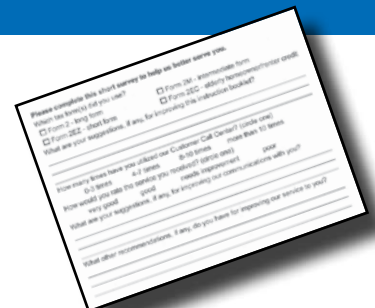 Please complete this short survey to help us better serve you.
Which tax form(s) did you use?
☐ Form 2 - long form ☐ Form 2M - intermediate form
☐ Form 2EZ - short form ☐ Form 2EC - elderly homeowner/renter credit
What are your suggestions, if any, for improving this instruction booklet?
How many times have you utilized our Customer Call Center? (circle one)
0-3 times 4-7 times 8-10 times more than 10 times
How would you rate the service you received? (circle one)
very good good needs improvement poor
What are your suggestions, if any, for improving our communications with you?
What other recommendations, if any, do you have for improving our service to you?